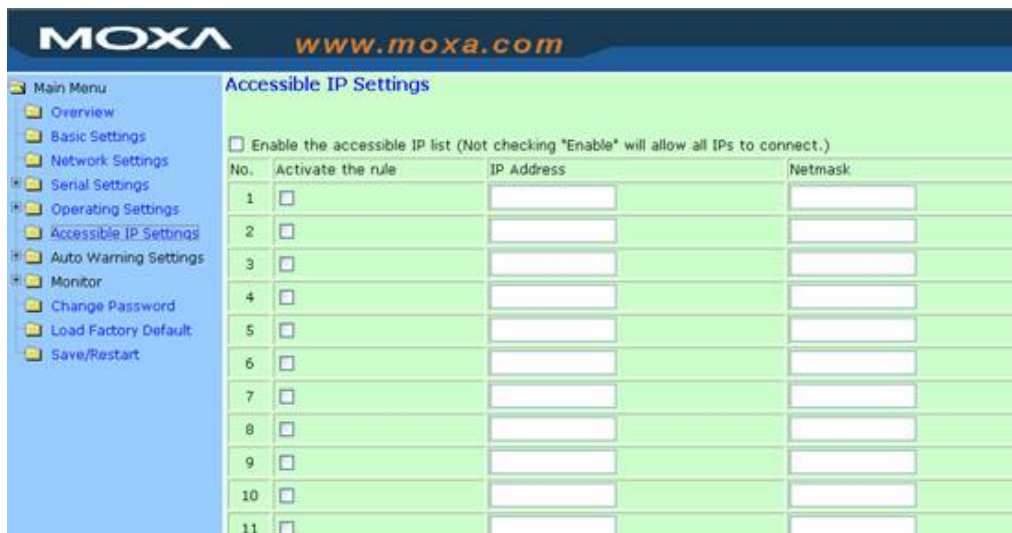 MOXA www.moxa.com
Main Menu
Overview
Basic Settings
Network Settings
Serial Settings
Operating Settings
Accessible IP Settings
Auto Warning Settings
Monitor
Change Password
Load Factory Default
Save/Restart
Accessible IP Settings
Enable the accessible IP list (Not checking "Enable" will allow all IPs to connect.)
No. Activate the rule IP Address Netmask
1
2
3
4
5
6
7
8
9
10
11